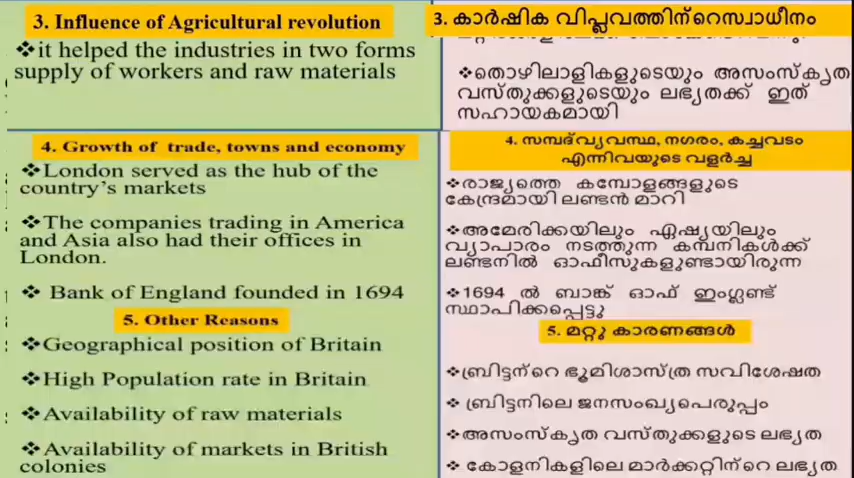 3. Influence of Agricultural revolution
❖it helped the industries in two forms
supply of workers and raw materials
4. Growth of trade, towns and economy
❖London served as the hub of the
country's markets
❖The companies trading in America
and Asia also had their offices in
London.
❖ Bank of England founded in 1694
5. Other Reasons
❖Geographical position of Britain
❖High Population rate in Britain
❖Availability of raw materials
❖Availability of markets in British
colonies
3. കാർഷിക വിപ്ലവത്തിന്റെസ്വാധീനം
❖തൊഴിലാളികളുടെയും അസംസ്കൃത
വസ്തുക്കളുടെയും ലഭ്യതക്ക് ഇത്
സഹായകമായി
4. സമ്പദ്‌വ്യവസ്ഥ, നഗരം, കച്ചവടം
എന്നിവയുടെ വളർച്ച
❖രാജ്യത്തെ കമ്പോളങ്ങളുടെ
കേന്ദ്രമായി ലണ്ടൻ മാറി
❖അമേരിക്കയിലും ഏഷ്യയിലും
വ്യാപാരം നടത്തുന്ന കമ്പനികൾക്ക്
ലണ്ടനിൽ ഓഫീസുകളുണ്ടായിരുന്ന
❖1694 ൽ ബാങ്ക് ഓഫ് ഇംഗ്ലണ്ട്
സ്ഥാപിക്കപ്പെട്ടു
5. മറ്റു കാരണങ്ങൾ
❖ബ്രിട്ടന്റെ ഭൂമിശാസ്ത്ര സവിശേഷത
❖ ബ്രിട്ടനിലെ ജനസംഖ്യപെരുപ്പം
❖അസംസ്കൃത വസ്തുക്കളുടെ ലഭ്യത
❖ കോളനികളിലെ മാർക്കറ്റിന്റെ ലഭ്യത